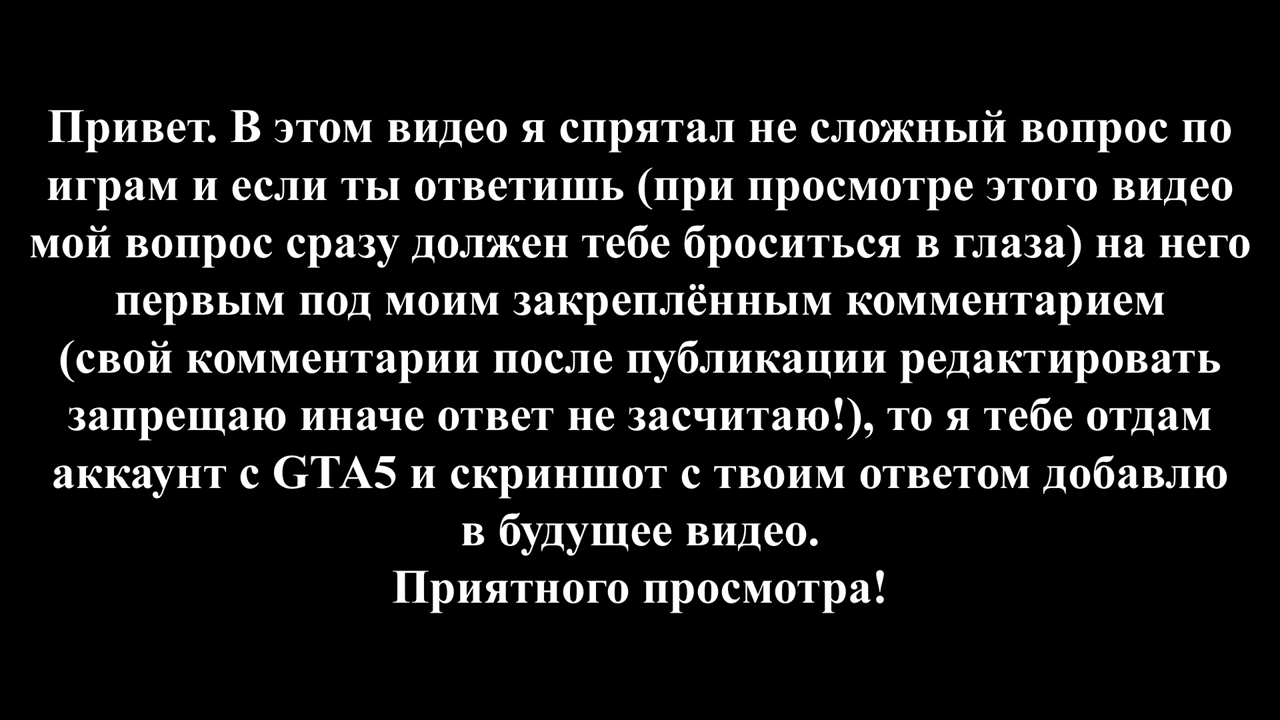 Привет. В этом видео я спрятал не сложный вопрос по
играм и если ты ответишь (при просмотре этого видео
мой вопрос сразу должен тебе броситься в глаза) на него
первым под моим закреплённым комментарием
(свой комментарии после публикации редактировать
запрещаю иначе ответ не засчитаю!), то я тебе отдам
аккаунт с GTA5 и скриншот с твоим ответом добавлю
в будущее видео.
Приятного просмотра!